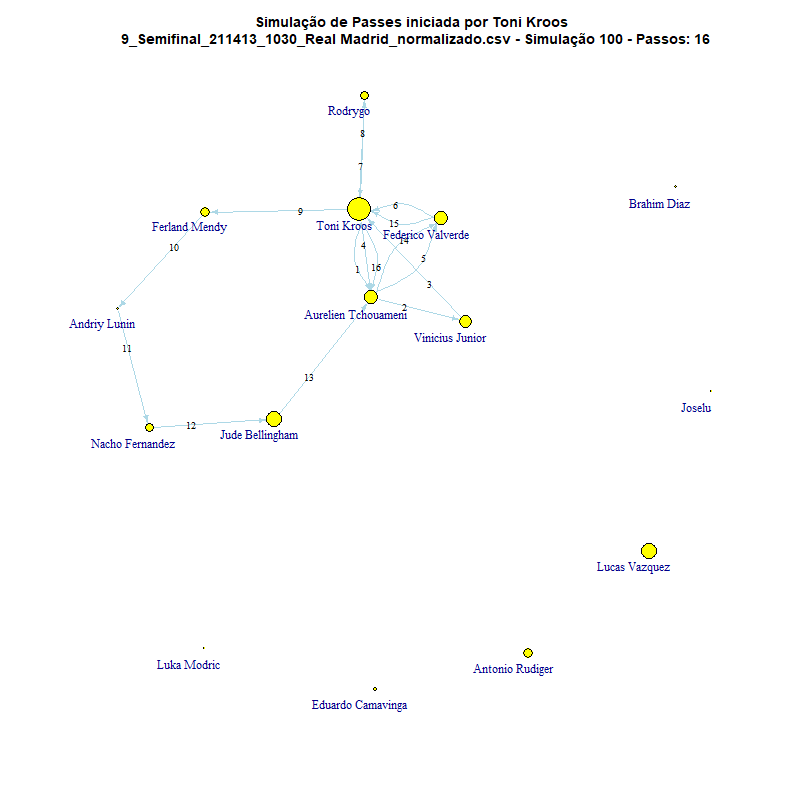 Simulação de Passes iniciada por Toni Kroos
9_Semifinal_211413_1030_Real Madrid_normalizado.csv - Simulação 100 - Passos: 16
Rodrygo
8
7
Brahim Diaz
9
6
15
Ferland Mendy
Toni Kroos
Federico Valverde
14
10
4
5
1
16
3
2
Andriy Lunin
Aurelien Tchouameni
Vinicius Junior
11
13
Joselu
12
Nacho Fernandez
Jude Bellingham
Lucas Vazquez
Luka Modric
Antonio Rudiger
Eduardo Camavinga